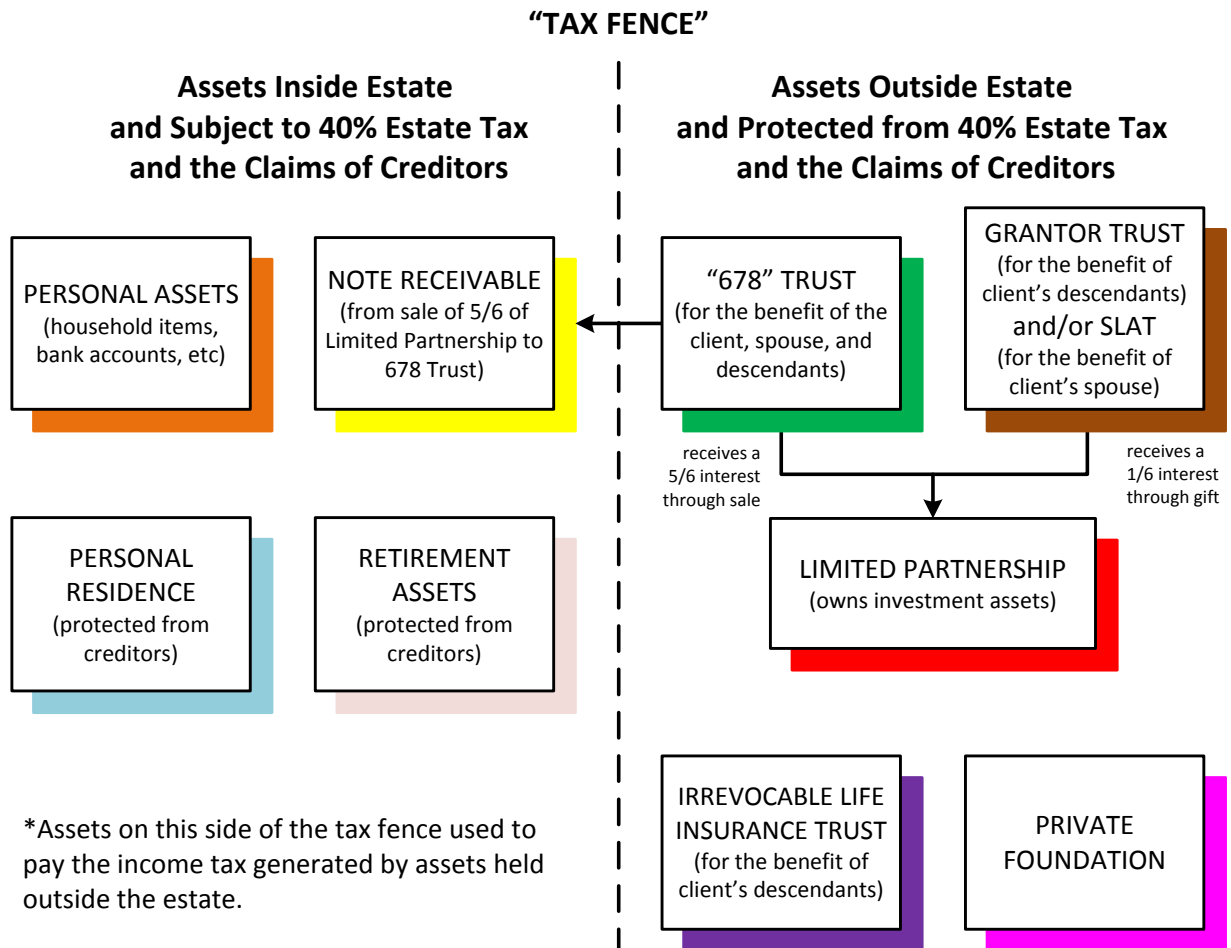 “TAX FENCE”
Assets Inside Estate
and Subject to 40% Estate Tax
and the Claims of Creditors
Assets Outside Estate
and Protected from 40% Estate Tax
and the Claims of Creditors
PERSONAL ASSETS
(household items,
bank accounts, etc)
NOTE RECEIVABLE
(from sale of 5/6 of
Limited Partnership to
678 Trust)
“678” TRUST
(for the benefit of the
client, spouse, and
descendants)
GRANTOR TRUST
(for the benefit of
client’s descendants)
and/or SLAT
(for the benefit of
client’s spouse)
receives a
5/6 interest
through sale
receives a
1/6 interest
through gift
PERSONAL
RESIDENCE
(protected from
creditors)
RETIREMENT
ASSETS
(protected from
creditors)
LIMITED PARTNERSHIP
(owns investment assets)
*Assets on this side of the tax fence used to
pay the income tax generated by assets held
outside the estate.
IRREVOCABLE LIFE
INSURANCE TRUST
(for the benefit of
client’s descendants)
PRIVATE
FOUNDATION